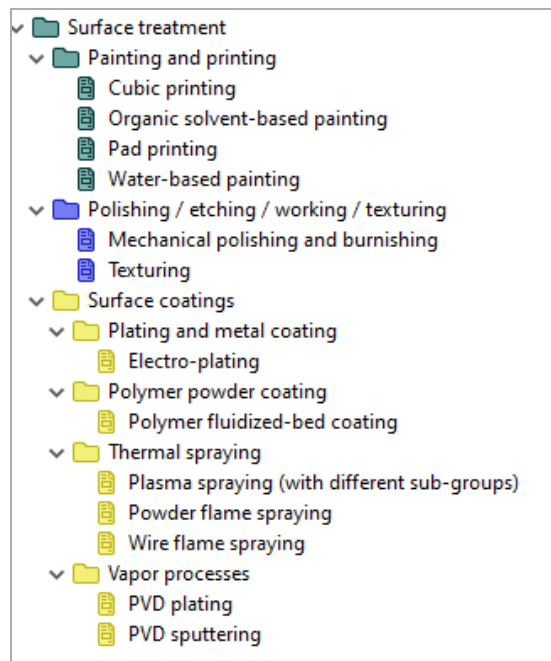 Surface treatment
Painting and printing
Cubic printing
Organic solvent-based painting
Pad printing
Water-based painting
Polishing / etching / working / texturing
Mechanical polishing and burnishing
Texturing
Surface coatings
Plating and metal coating
Electro-plating
Polymer powder coating
Polymer fluidized-bed coating
Thermal spraying
Plasma spraying (with different sub-groups)
Powder flame spraying
Wire flame spraying
Vapor processes
PVD plating
PVD sputtering